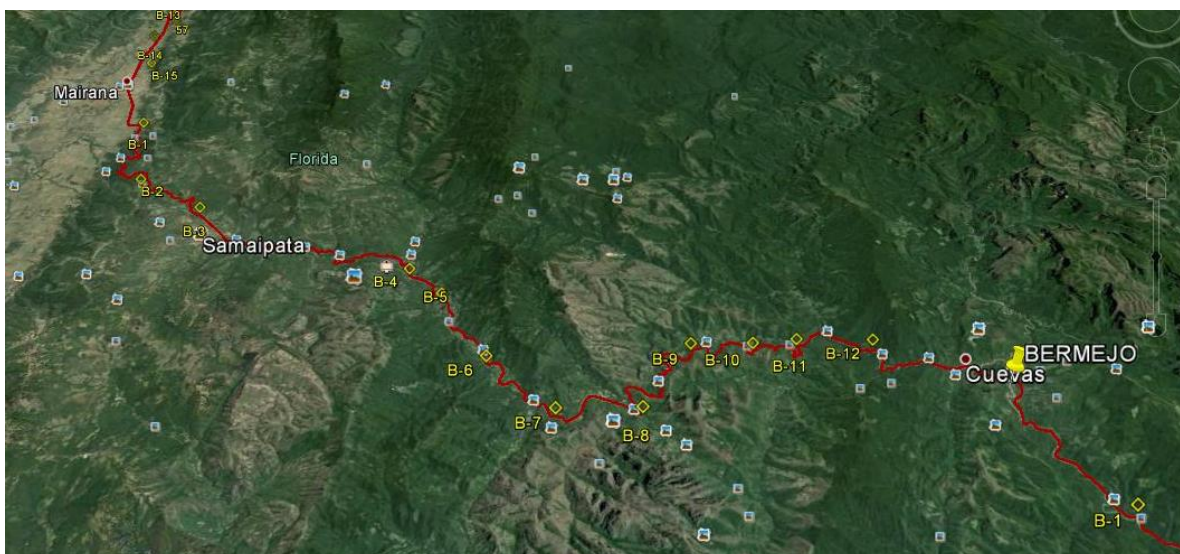 B-13
57
B-14
B-15
Mairana
B-1
Florida
B-2
B-3
Samaipata
B-4
B-5
B-6
B-7
B-8
B-9
B-10
B-11
B-12
BERMEJO
Cuevas
B-1